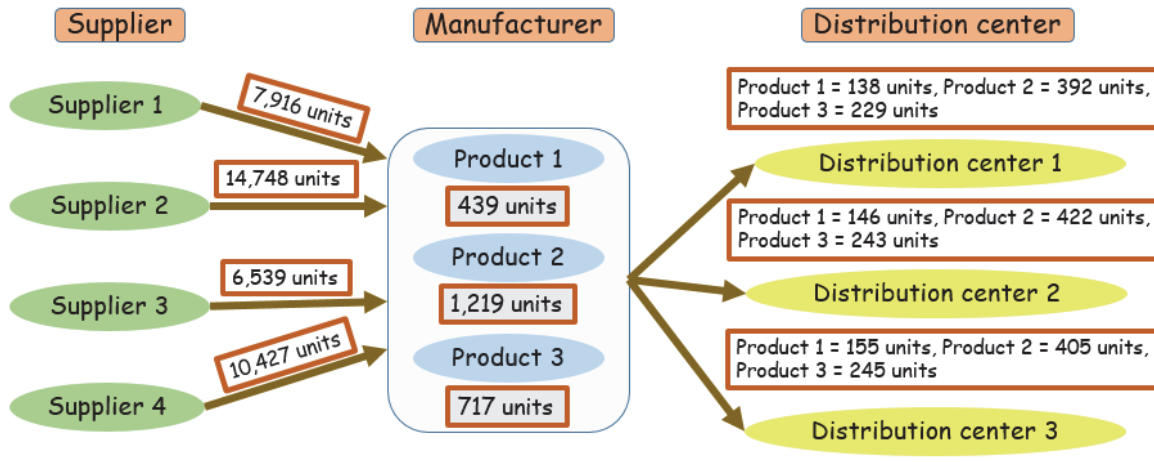 Supplier
Manufacturer
Distribution center
Supplier 1
7,916 units
Supplier 2
14,748 units
Supplier 3
6,539 units
Supplier 4
10,427 units
Product 1
439 units
Product 2
1,219 units
Product 3
717 units
Product 1 = 138 units, Product 2 = 392 units,
Product 3 = 229 units
Distribution center 1
Product 1 = 146 units, Product 2 = 422 units,
Product 3 = 243 units
Distribution center 2
Product 1 = 155 units, Product 2 = 405 units,
Product 3 = 245 units
Distribution center 3